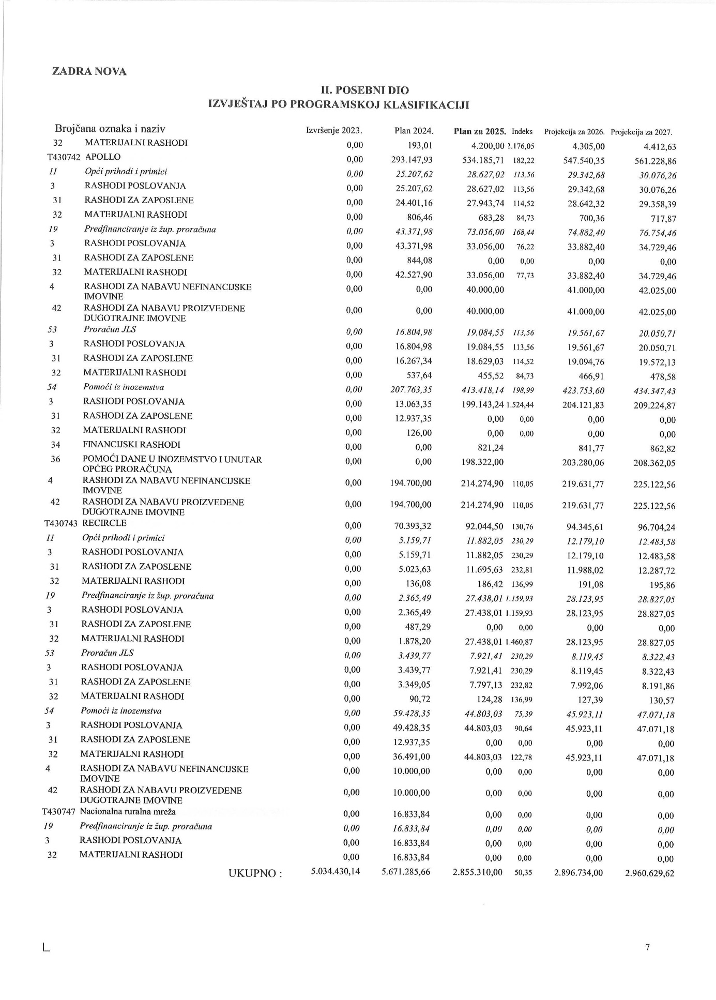 ZADRA NOVA
II. POSEBNI DIO
IZVJEŠTAJ PO PROGRAMSKOJ KLASIFIKACIJI
Brojčana oznaka i naziv Izvršenje 2023. Plan 2024. Plan za 2025. Indeks Projekcija za 2026. Projekcija za 2027.
32 MATERIJALNI RASHODI 0,00 193,01 4.200,00 2.176,05 4.305,00 4.412,63
T430742 APOLLO 0,00 293.147,93 534.185,71 182,22 547.540,35 561.228,86
11 Opći prihodi i primici 0,00 25.207,62 28.627,02 113,56 29.342,68 30.076,26
3 RASHODI POSLOVANJA 0,00 25.207,62 28.627,02 113,56 29.342,68 30.076,26
31 RASHODI ZA ZAPOSLENE 0,00 24.401,16 27.943,74 114,52 28.642,32 29.358,39
32 MATERIJALNI RASHODI 0,00 806,46 683,28 84,73 700,36 717,87
19 Predfinanciranje iz žup. proračuna 0,00 43.371,98 73.056,00 168,44 74.882,40 76.754,46
3 RASHODI POSLOVANJA 0,00 43.371,98 33.056,00 76,22 33.882,40 34.729,46
31 RASHODI ZA ZAPOSLENE 0,00 844,08 0,00 0,00 0,00 0,00
32 MATERIJALNI RASHODI 0,00 42.527,90 33.056,00 77,73 33.882,40 34.729,46
4 RASHODI ZA NABAVU NEFINANCIJSKE 0,00 0,00 40.000,00 41.000,00 42.025,00
IMOVINE
42 RASHODI ZA NABAVU PROIZVEDENE 0,00 0,00 40.000,00 41.000,00 42.025,00
DUGOTRAJNE IMOVINE
53 Proračun JLS 0,00 16.804,98 19.084,55 113,56 19.561,67 20.050,71
3 RASHODI POSLOVANJA 0,00 16.804,98 19.084,55 113,56 19.561,67 20.050,71
31 RASHODI ZA ZAPOSLENE 0,00 16.267,34 18.629,03 114,52 19.094,76 19.572,13
32 MATERIJALNI RASHODI 0,00 537,64 455,52 84,73 466,91 478,58
54 Pomoći iz inozemstva 0,00 207.763,35 413.418,14 198,99 423.753,60 434.347,43
3 RASHODI POSLOVANJA 0,00 13.063,35 199.143,24 1.524,44 204.121,83 209.224,87
31 RASHODI ZA ZAPOSLENE 0,00 12.937,35 0,00 0,00 0,00 0,00
32 MATERIJALNI RASHODI 0,00 126,00 0,00 0,00 0,00 0,00
34 FINANCIJSKI RASHODI 0,00 0,00 821,24 841,77 862,82
36 POMOĆI DANE U INOZEMSTVO I UNUTAR 0,00 0,00 198.322,00 203.280,06 208.362,05
OPĆEG PRORAČUNA
4 RASHODI ZA NABAVU NEFINANCIJSKE 0,00 194.700,00 214.274,90 110,05 219.631,77 225.122,56
IMOVINE
42 RASHODI ZA NABAVU PROIZVEDENE 0,00 194.700,00 214.274,90 110,05 219.631,77 225.122,56
DUGOTRAJNE IMOVINE
T430743 RECIRCLE 0,00 70.393,32 92.044,50 130,76 94.345,61 96.704,24
11 Opći prihodi i primici 0,00 5.159,71 11.882,05 230,29 12.179,10 12.483,58
3 RASHODI POSLOVANJA 0,00 5.159,71 11.882,05 230,29 12.179,10 12.483,58
31 RASHODI ZA ZAPOSLENE 0,00 5.023,63 11.695,63 232,81 11.988,02 12.287,72
32 MATERIJALNI RASHODI 0,00 136,08 186,42 136,99 191,08 195,86
19 Predfinanciranje iz žup. proračuna 0,00 2.365,49 27.438,01 1.159,93 28.123,95 28.827,05
3 RASHODI POSLOVANJA 0,00 2.365,49 27.438,01 1.159,93 28.123,95 28.827,05
31 RASHODI ZA ZAPOSLENE 0,00 487,29 0,00 0,00 0,00 0,00
32 MATERIJALNI RASHODI 0,00 1.878,20 27.438,01 1.460,87 28.123,95 28.827,05
53 Proračun JLS 0,00 3.439,77 7.921,41 230,29 8.119,45 8.322,43
3 RASHODI POSLOVANJA 0,00 3.439,77 7.921,41 230,29 8.119,45 8.322,43
31 RASHODI ZA ZAPOSLENE 0,00 3.349,05 7.797,13 232,82 7.992,06 8.191,86
32 MATERIJALNI RASHODI 0,00 90,72 124,28 136,99 127,39 130,57
54 Pomoći iz inozemstva 0,00 59.428,35 44.803,03 75,39 45.923,11 47.071,18
3 RASHODI POSLOVANJA 0,00 49.428,35 44.803,03 90,64 45.923,11 47.071,18
31 RASHODI ZA ZAPOSLENE 0,00 12.937,35 0,00 0,00 0,00 0,00
32 MATERIJALNI RASHODI 0,00 36.491,00 44.803,03 122,78 45.923,11 47.071,18
4 RASHODI ZA NABAVU NEFINANCIJSKE 0,00 10.000,00 0,00 0,00 0,00 0,00
IMOVINE
42 RASHODI ZA NABAVU PROIZVEDENE 0,00 10.000,00 0,00 0,00 0,00 0,00
DUGOTRAJNE IMOVINE
T430747 Nacionalna ruralna mreža 0,00 16.833,84 0,00 0,00 0,00 0,00
19 Predfinanciranje iz žup. proračuna 0,00 16.833,84 0,00 0,00 0,00 0,00
3 RASHODI POSLOVANJA 0,00 16.833,84 0,00 0,00 0,00 0,00
32 MATERIJALNI RASHODI 0,00 16.833,84 0,00 0,00 0,00 0,00
UKUPNO : 5.034.430,14 5.671.285,66 2.855.310,00 50,35 2.896.734,00 2.960.629,62
7